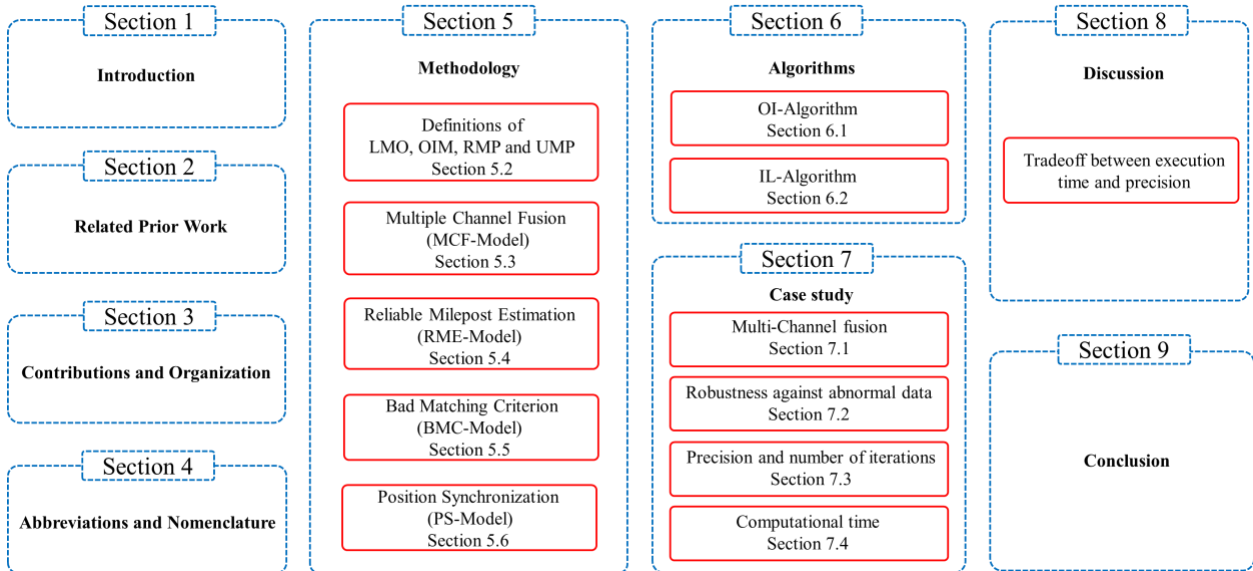 Section 1
Introduction
Section 2
Related Prior Work
Section 3
Contributions and Organization
Section 4
Abbreviations and Nomenclature
Section 5
Methodology
Definitions of
LMO, OIM, RMP and UMP
Section 5.2
Multiple Channel Fusion
(MCF-Model)
Section 5.3
Reliable Milepost Estimation
(RME-Model)
Section 5.4
Bad Matching Criterion
(BMC-Model)
Section 5.5
Position Synchronization
(PS-Model)
Section 5.6
Section 6
Algorithms
OI-Algorithm
Section 6.1
IL-Algorithm
Section 6.2
Section 7
Case study
Multi-Channel fusion
Section 7.1
Robustness against abnormal data
Section 7.2
Precision and number of iterations
Section 7.3
Computational time
Section 7.4
Section 8
Discussion
Tradeoff between execution
time and precision
Section 9
Conclusion